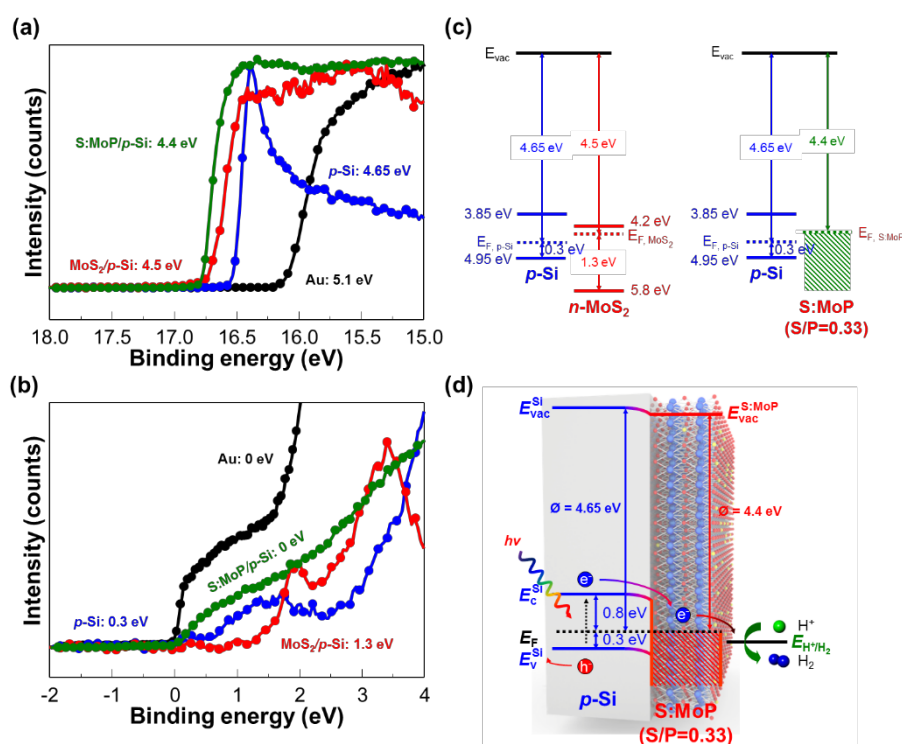 (a)
Intensity (counts)
S:MoP/p-Si: 4.4 eV
p-Si: 4.65 eV
MoS₂/p-Si: 4.5 eV
Au: 5.1 eV
18.0 17.5 17.0 16.5 16.0 15.5 15.0
Binding energy (eV)
(b)
Intensity (counts)
Au: 0 eV
S:MoP/p-Si: 0 eV
p-Si: 0.3 eV
MoS₂/p-Si: 1.3 eV
-2 -1 0 1 2 3 4
Binding energy (eV)
(c)
Evac
4.65 eV
4.5 eV
3.85 eV
4.2 eV
EF, p-Si
0.3 eV
EF, MoS₂
4.95 eV
1.3 eV
p-Si
5.8 eV
n-MoS₂
Evac
4.65 eV
4.4 eV
3.85 eV
EF, p-Si
0.3 eV
EF, S:MoP
4.95 eV
p-Si
S:MoP
(S/P=0.33)
(d)
E Si vac
E S:MoP vac
Ø = 4.65 eV
Ø = 4.4 eV
hν
e⁻
E Si c
e⁻
0.8 eV
H⁺
EF
0.3 eV
EH⁺/H₂
E Si v
H₂
h
p-Si
S:MoP
(S/P=0.33)